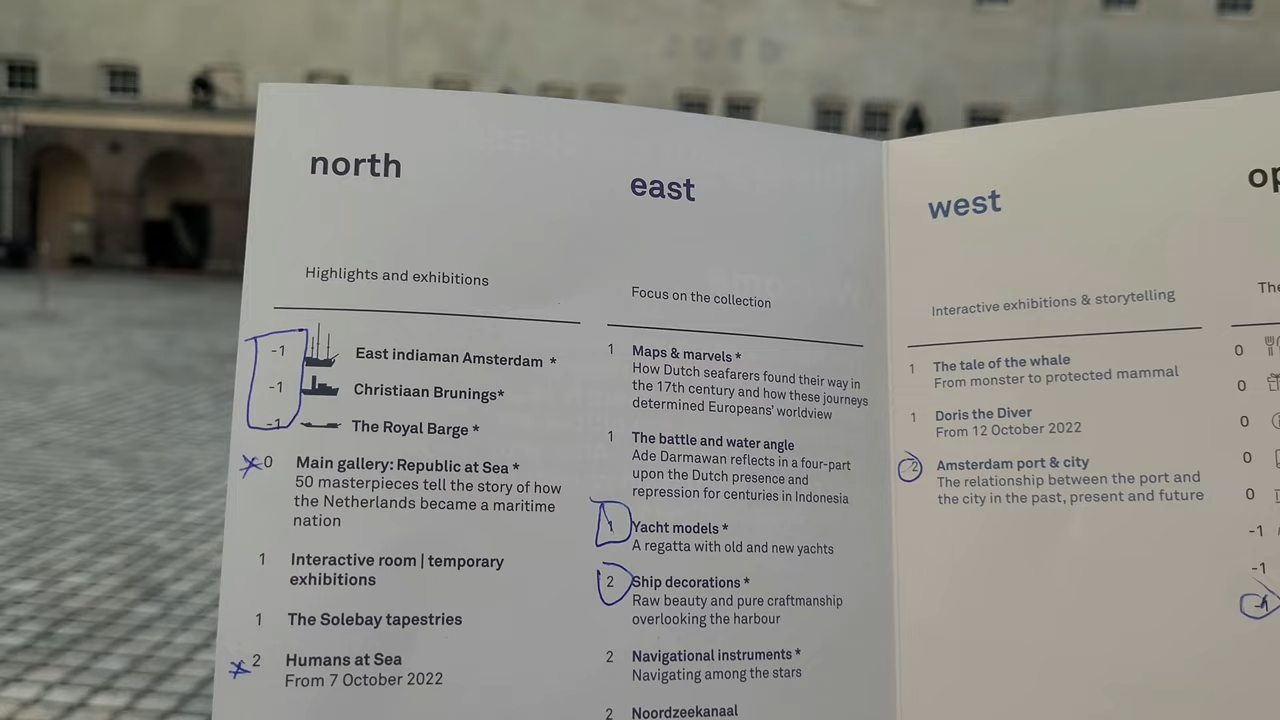 north
Highlights and exhibitions
-1 East indiaman Amsterdam *
-1 Christiaan Brunings*
-1 The Royal Barge *
0 Main gallery: Republic at Sea *
50 masterpieces tell the story of how
the Netherlands became a maritime
nation
1 Interactive room | temporary
exhibitions
1 The Solebay tapestries
2 Humans at Sea
From 7 October 2022
east
Focus on the collection
1 Maps & marvels *
How Dutch seafarers found their way in
the 17th century and how these journeys
determined Europeans' worldview
1 The battle and water angle
Ade Darmawan reflects in a four-part
upon the Dutch presence and
repression for centuries in Indonesia
1 Yacht models *
A regatta with old and new yachts
2 Ship decorations *
Raw beauty and pure craftmanship
overlooking the harbour
2 Navigational instruments *
Navigating among the stars
2 Noordzeekanaal
west
Interactive exhibitions & storytelling
1 The tale of the whale
From monster to protected mammal
1 Doris the Diver
From 12 October 2022
2 Amsterdam port & city
The relationship between the port and
the city in the past, present and future
op
The
0
0
0
0
0
-1
-1
-1